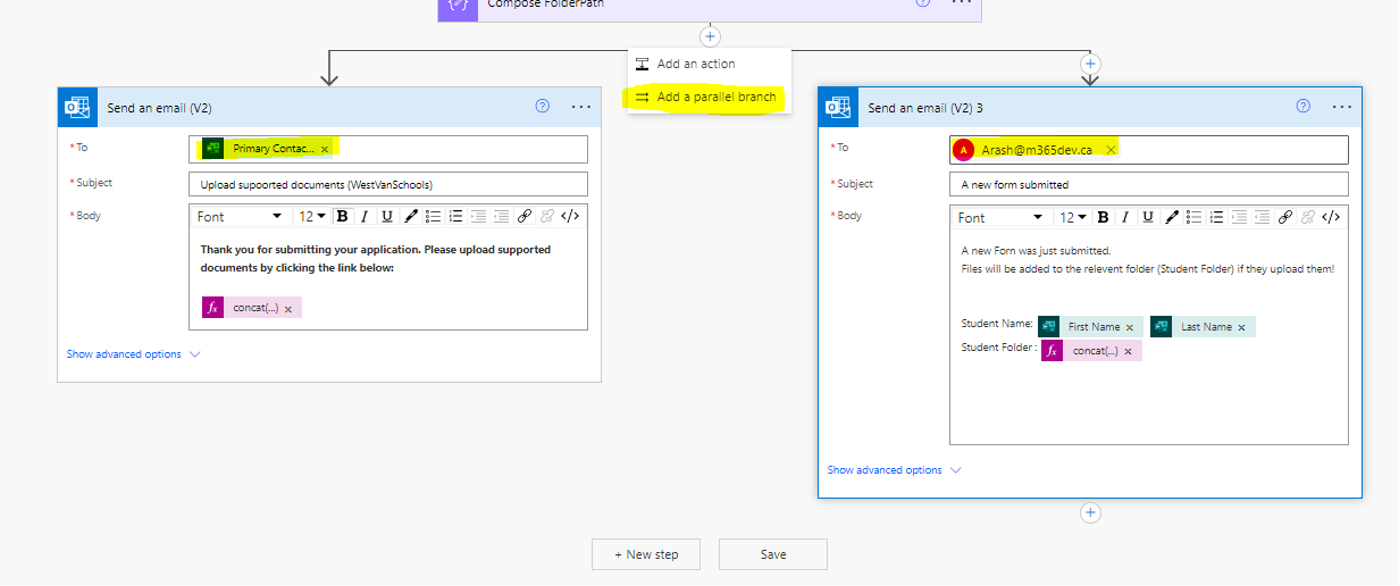 Compose FolderPath
Add an action
Add a parallel branch
Send an email (V2)
* To
Primary Contac... ×
* Subject
Upload supoorted documents (WestVanSchools)
* Body
Font 12 B I U </>
Thank you for submitting your application. Please upload supported
documents by clicking the link below:
fx concat(...) ×
Show advanced options
Send an email (V2) 3
* To
A Arash@m365dev.ca ×
* Subject
A new form submitted
* Body
Font 12 B I U </>
A new Forn was just submitted.
Files will be added to the relevent folder (Student Folder) if they upload them!
Student Name: First Name × Last Name ×
Student Folder : fx concat(...) ×
Show advanced options
+ New step
Save